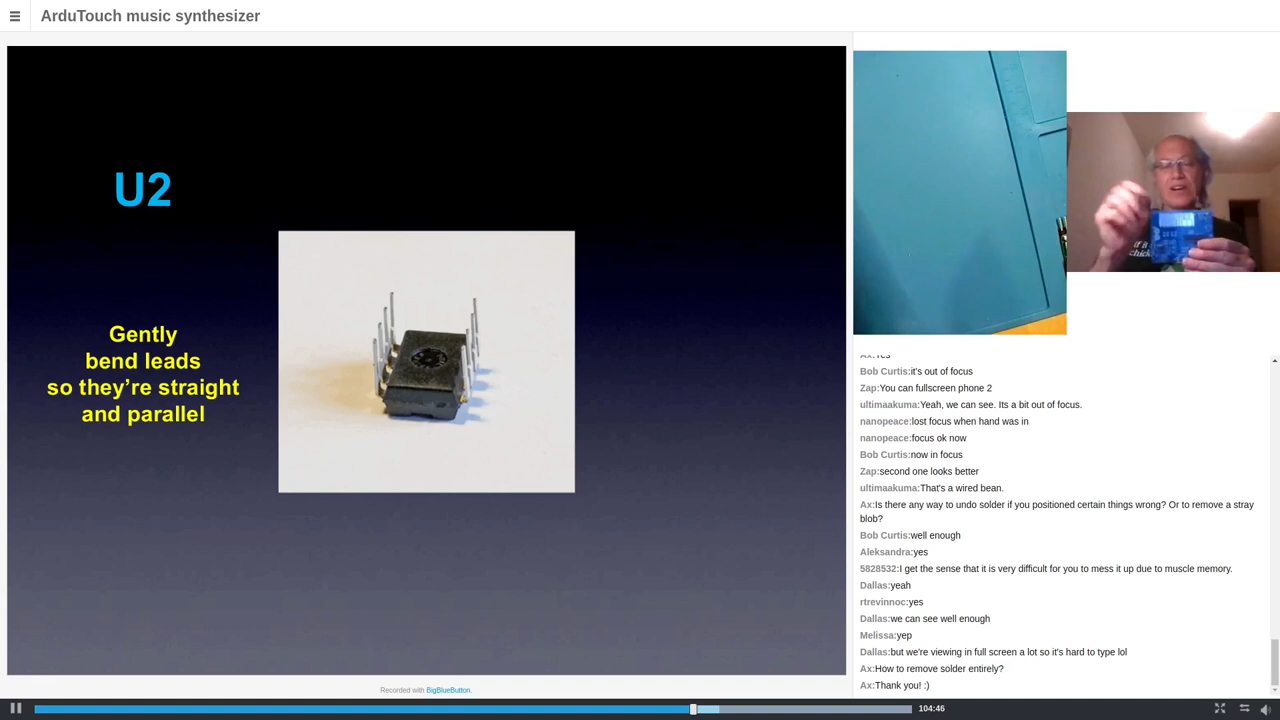 ArduTouch music synthesizer
U2
Gently
bend leads
so they're straight
and parallel
Recorded with BigBlueButton.
Ax:Yes
Bob Curtis:it's out of focus
Zap:You can fullscreen phone 2
ultimaakuma:Yeah, we can see. Its a bit out of focus.
nanopeace:lost focus when hand was in
nanopeace:focus ok now
Bob Curtis:now in focus
Zap:second one looks better
ultimaakuma:That's a wired bean.
Ax:Is there any way to undo solder if you positioned certain things wrong? Or to remove a stray
blob?
Bob Curtis:well enough
Aleksandra:yes
5828532:I get the sense that it is very difficult for you to mess it up due to muscle memory.
Dallas:yeah
rtrevinnoc:yes
Dallas:we can see well enough
Melissa:yep
Dallas:but we're viewing in full screen a lot so it's hard to type lol
Ax:How to remove solder entirely?
Ax:Thank you! :)
104:46